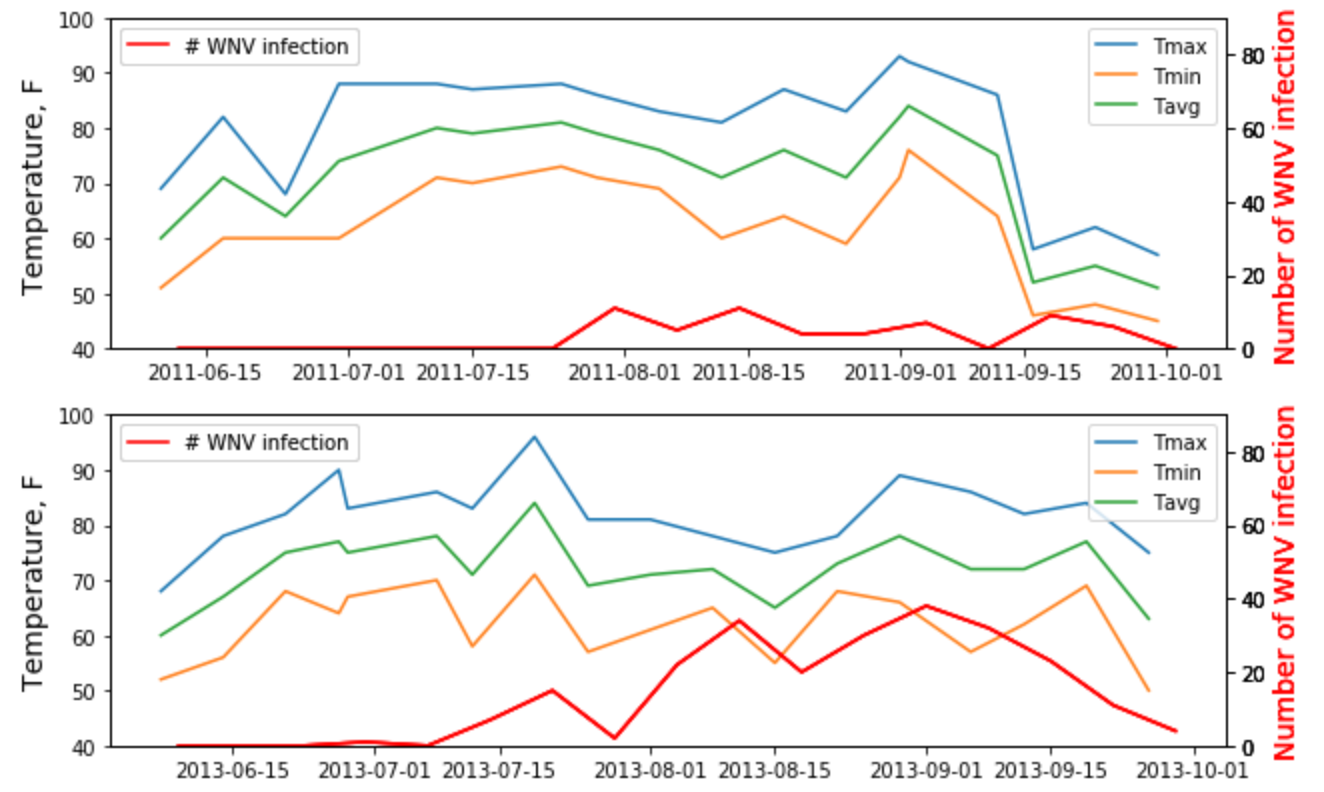 100
90
80
70
60
50
40
Temperature, F
# WNV infection
Tmax
Tmin
Tavg
80
60
40
20
0
Number of WNV infection
2011-06-15 2011-07-01 2011-07-15 2011-08-01 2011-08-15 2011-09-01 2011-09-15 2011-10-01
100
90
80
70
60
50
40
Temperature, F
# WNV infection
Tmax
Tmin
Tavg
80
60
40
20
0
Number of WNV infection
2013-06-15 2013-07-01 2013-07-15 2013-08-01 2013-08-15 2013-09-01 2013-09-15 2013-10-01